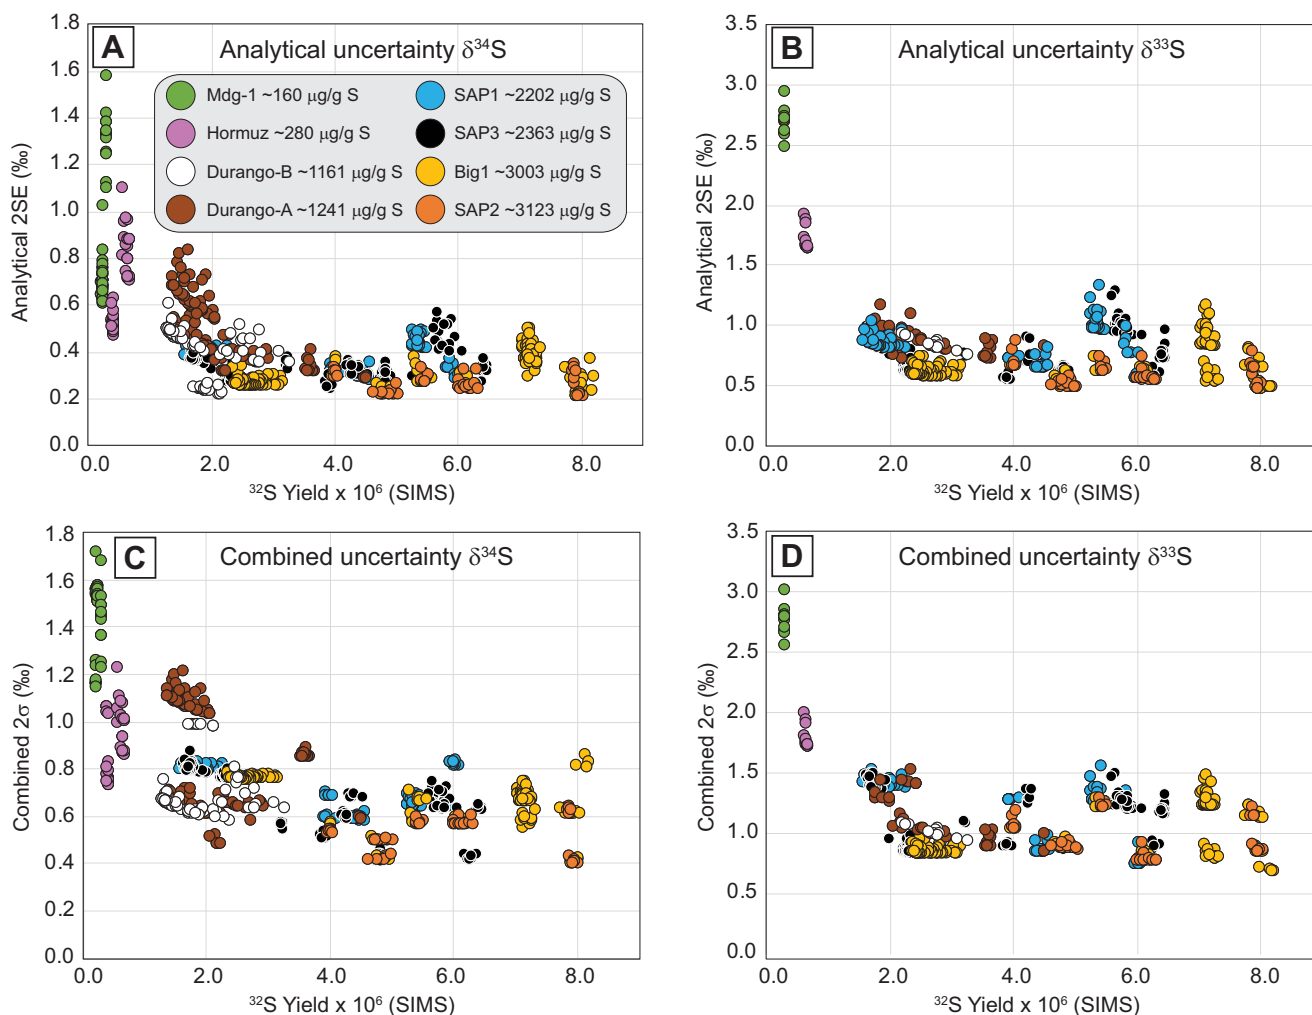 A
Analytical uncertainty δ³⁴S
Analytical 2SE (‰)
1.8
1.6
1.4
1.2
1.0
0.8
0.6
0.4
0.2
0.0
Mdg-1 ~160 μg/g S
Hormuz ~280 μg/g S
Durango-B ~1161 μg/g S
Durango-A ~1241 μg/g S
SAP1 ~2202 μg/g S
SAP3 ~2363 μg/g S
Big1 ~3003 μg/g S
SAP2 ~3123 μg/g S
0.0 2.0 4.0 6.0 8.0
³²S Yield x 10⁶ (SIMS)
B
Analytical uncertainty δ³³S
Analytical 2SE (‰)
3.5
3.0
2.5
2.0
1.5
1.0
0.5
0.0
0.0 2.0 4.0 6.0 8.0
³²S Yield x 10⁶ (SIMS)
C
Combined uncertainty δ³⁴S
Combined 2σ (‰)
1.8
1.6
1.4
1.2
1.0
0.8
0.6
0.4
0.2
0.0
0.0 2.0 4.0 6.0 8.0
³²S Yield x 10⁶ (SIMS)
D
Combined uncertainty δ³³S
Combined 2σ (‰)
3.5
3.0
2.5
2.0
1.5
1.0
0.5
0.0
0.0 2.0 4.0 6.0 8.0
³²S Yield x 10⁶ (SIMS)